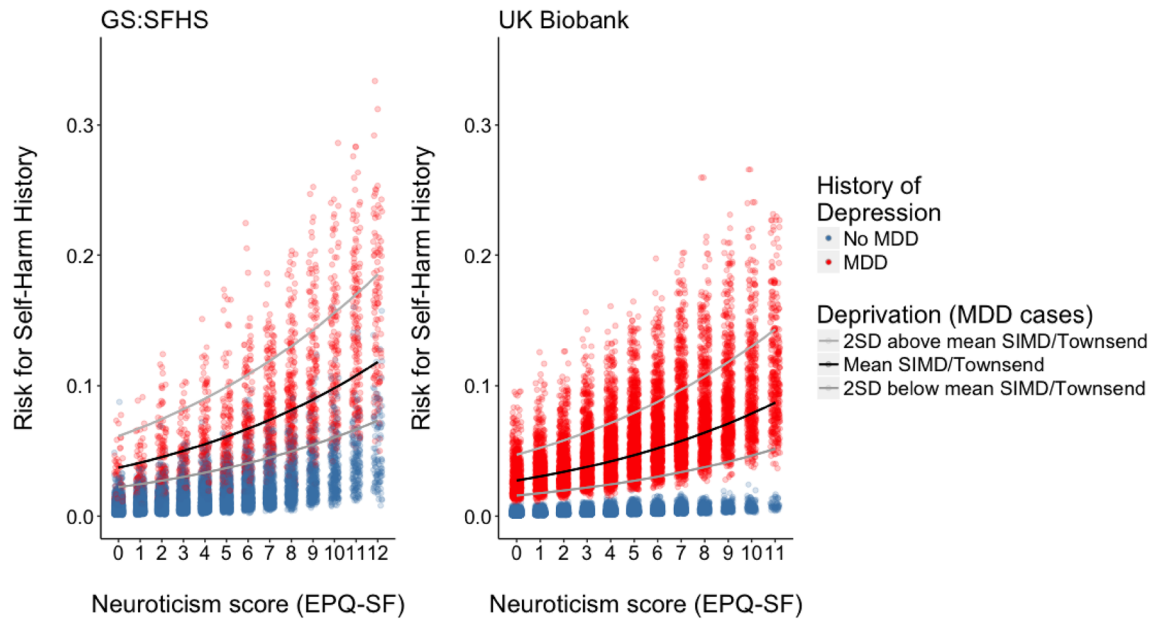 GS:SFHS
UK Biobank
Risk for Self-Harm History
0.3
0.2
0.1
0.0
0 1 2 3 4 5 6 7 8 9 10 11 12
Neuroticism score (EPQ-SF)
Risk for Self-Harm History
0.3
0.2
0.1
0.0
0 1 2 3 4 5 6 7 8 9 10 11
Neuroticism score (EPQ-SF)
History of
Depression
No MDD
MDD
Deprivation (MDD cases)
2SD above mean SIMD/Townsend
Mean SIMD/Townsend
2SD below mean SIMD/Townsend